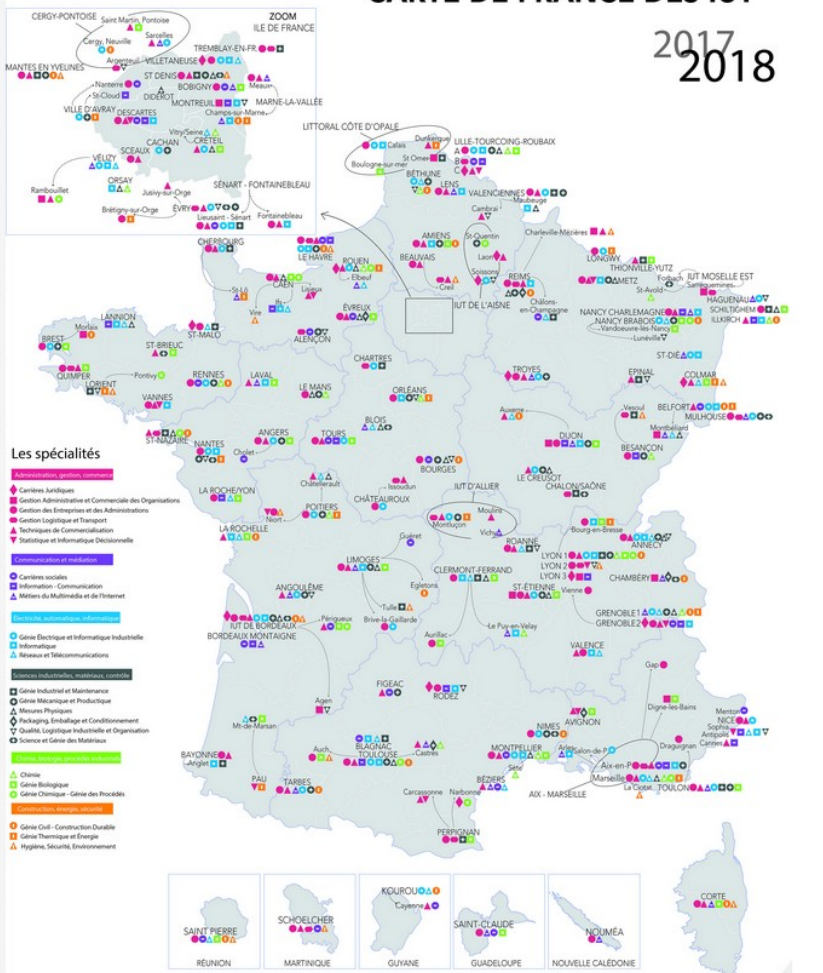 CARTE DE FRANCE DES IUT
2017
2018
CERGY-PONTOISE
Saint Martin, Pontoise
Cergy, Neuville
Sarcelles
Argenteuil
ZOOM
ILE DE FRANCE
TREMBLAY-EN-FR.
VILLETANEUSE
MANTES EN YVELINES
ST DENIS
BOBIGNY
Meaux
Nanterre
St-Cloud
DIDEROT
MONTREUIL
MARNE-LA-VALLÉE
VILLE D'AVRAY
DESCARTES
Champs-sur-Marne
Vitry/Seine
CACHAN
CRÉTEIL
SCEAUX
VÉLIZY
ORSAY
Rambouillet
Juvisy-sur-Orge
SÉNART - FONTAINEBLEAU
Brétigny-sur-Orge
ÉVRY
Lieusaint - Sénart
Fontainebleau
LITTORAL CÔTE D'OPALE
Calais
Dunkerque
Boulogne-sur-mer
St Omer
LILLE-TOURCOING-ROUBAIX
A
B
C
BÉTHUNE
LENS
VALENCIENNES
Maubeuge
Cambrai
CHERBOURG
LE HAVRE
ROUEN
Elbeuf
AMIENS
St-Quentin
Charleville-Mézières
BEAUVAIS
Laon
Soissons
REIMS
Creil
LONGWY
THIONVILLE-YUTZ
METZ
Forbach
IUT MOSELLE EST
Sarreguemines
St-Avold
St-Lô
CAEN
Lisieux
Ifs
Vire
ÉVREUX
IUT DE L'AISNE
Châlons-
en-Champagne
NANCY CHARLEMAGNE
NANCY BRABOIS
Vandoeuvre-les-Nancy
Lunéville
HAGUENAU
SCHILTIGHEIM
ILLKIRCH
LANNION
Morlaix
BREST
ST-BRIEUC
ST-MALO
ALENÇON
CHARTRES
ST-DIÉ
QUIMPER
LORIENT
Pontivy
RENNES
LAVAL
LE MANS
ORLÉANS
TROYES
EPINAL
COLMAR
VANNES
BLOIS
Auxerre
Vesoul
BELFORT
MULHOUSE
ST-NAZAIRE
NANTES
ANGERS
Cholet
TOURS
DIJON
Montbéliard
BESANÇON
BOURGES
LE CREUSOT
CHALON/SAÔNE
LA ROCHE/YON
Châtellerault
Issoudun
CHÂTEAUROUX
IUT D'ALLIER
Montluçon
Moulins
Vichy
Niort
POITIERS
LA ROCHELLE
Bourg-en-Bresse
ROANNE
ANNECY
Guéret
LIMOGES
CLERMONT-FERRAND
LYON 1
LYON 2
LYON 3
CHAMBÉRY
ST-ÉTIENNE
Vienne
ANGOULÊME
Egletons
Tulle
GRENOBLE1
GRENOBLE2
IUT DE BORDEAUX
BORDEAUX MONTAIGNE
Périgueux
Brive-la-Gaillarde
Aurillac
Le Puy-en-Velay
VALENCE
Agen
FIGEAC
RODEZ
Gap
Digne-les-Bains
Mt-de-Marsan
AVIGNON
NIMES
Menton
NICE
Sophia
Antipolis
Cannes
Draguignan
BAYONNE
Anglet
Auch
BLAGNAC
TOULOUSE
Castres
MONTPELLIER
Arles
Salon-de-P
Sète
Aix-en-P
Marseille
La Ciotat
TOULON
AIX - MARSEILLE
PAU
TARBES
BÉZIERS
Carcassonne
Narbonne
PERPIGNAN
CORTE
Les spécialités
Administration, gestion, commerce
Carrières Juridiques
Gestion Administrative et Commerciale des Organisations
Gestion des Entreprises et des Administrations
Gestion Logistique et Transport
Techniques de Commercialisation
Statistique et Informatique Décisionnelle
Communication et médiation
Carrières sociales
Information - Communication
Métiers du Multimédia et de l'Internet
Électricité, automatique, informatique
Génie Électrique et Informatique Industrielle
Informatique
Réseaux et Télécommunications
Sciences industrielles, matériaux, contrôle
Génie Industriel et Maintenance
Génie Mécanique et Productique
Mesures Physiques
Packaging, Emballage et Conditionnement
Qualité, Logistique Industrielle et Organisation
Science et Génie des Matériaux
Chimie, biologie, procédé industriels
Chimie
Génie Biologique
Génie Chimique - Génie des Procédés
Construction, énergie, sécurité
Génie Civil - Construction Durable
Génie Thermique et Énergie
Hygiène, Sécurité, Environnement
SAINT PIERRE
RÉUNION
SCHOELCHER
MARTINIQUE
KOUROU
Cayenne
GUYANE
SAINT-CLAUDE
GUADELOUPE
NOUMÉA
NOUVELLE CALÉDONIE